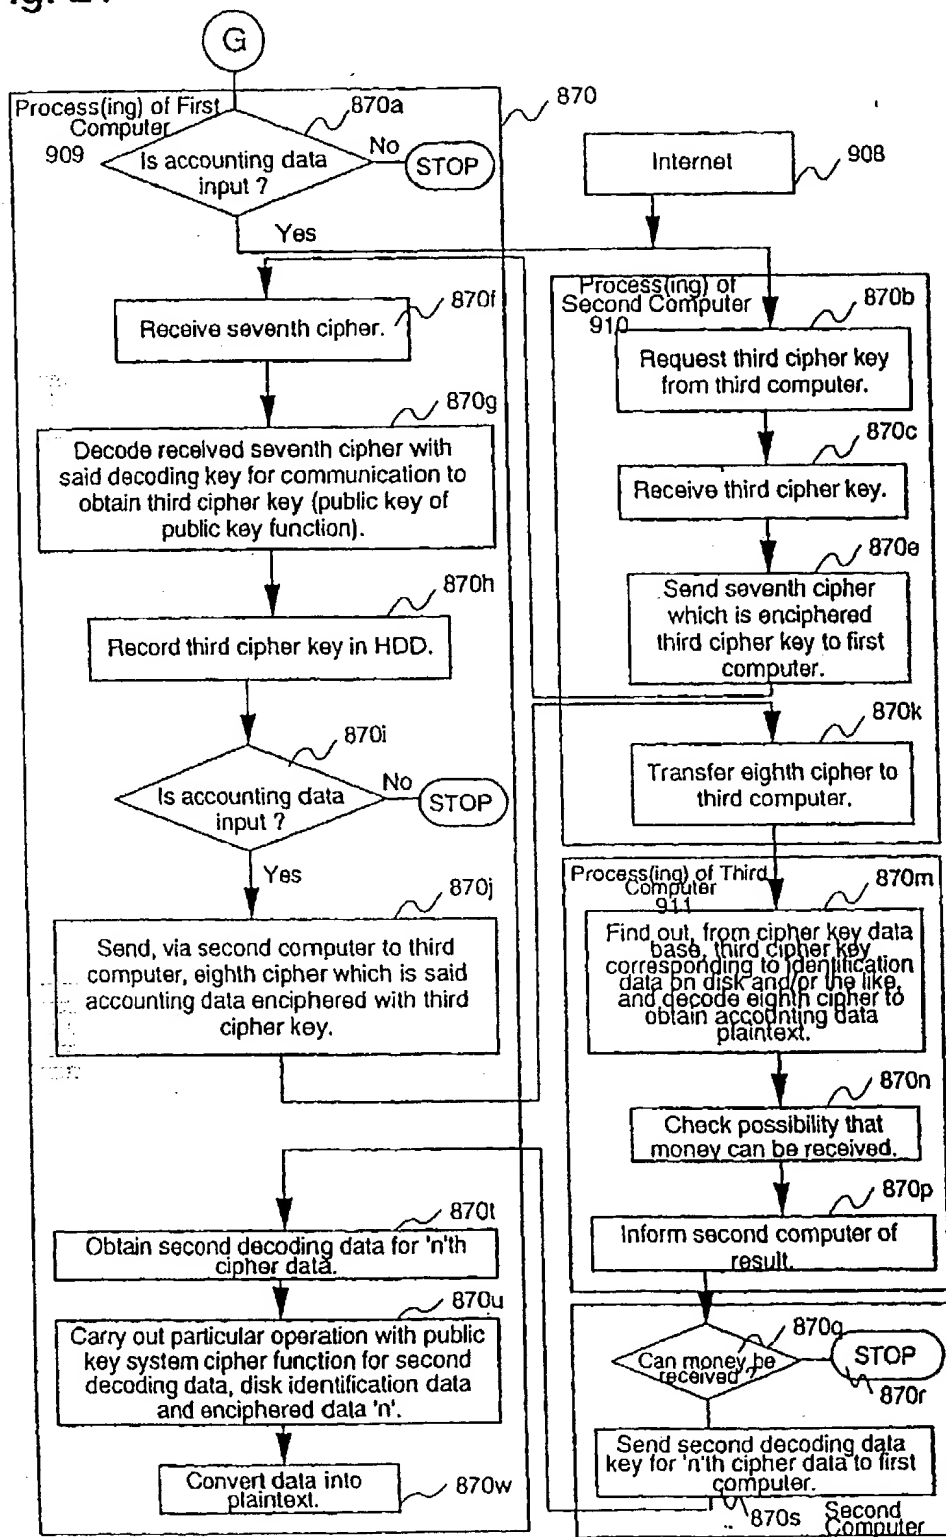 G
Process(ing) of First
Computer
909
870a
870
Is accounting data
input ?
No
STOP
Yes
Internet
908
Receive seventh cipher.
870f
Process(ing) of
Second Computer
910
870b
Request third cipher key
from third computer.
870g
Decode received seventh cipher with
said decoding key for communication to
obtain third cipher key (public key of
public key function).
870c
Receive third cipher key.
870e
Send seventh cipher
which is enciphered
third cipher key to first
computer.
870h
Record third cipher key in HDD.
870k
Transfer eighth cipher to
third computer.
870i
Is accounting data
input ?
No
STOP
Yes
870j
Send, via second computer to third
computer, eighth cipher which is said
accounting data enciphered with third
cipher key.
Process(ing) of Third
Computer
911
870m
Find out, from cipher key data
base, third cipher key
corresponding to identification
data on disk and/or the like,
and decode eighth cipher to
obtain accounting data
plaintext.
870n
Check possibility that
money can be received.
870p
Inform second computer of
result.
870t
Obtain second decoding data for 'n'th
cipher data.
870u
Carry out particular operation with public
key system cipher function for second
decoding data, disk identification data
and enciphered data 'n'.
Convert data into
plaintext.
870w
870q
Can money be
received ?
STOP
870r
Send second decoding data
key for 'n'th cipher data to first
computer.
870s
Second
Computer